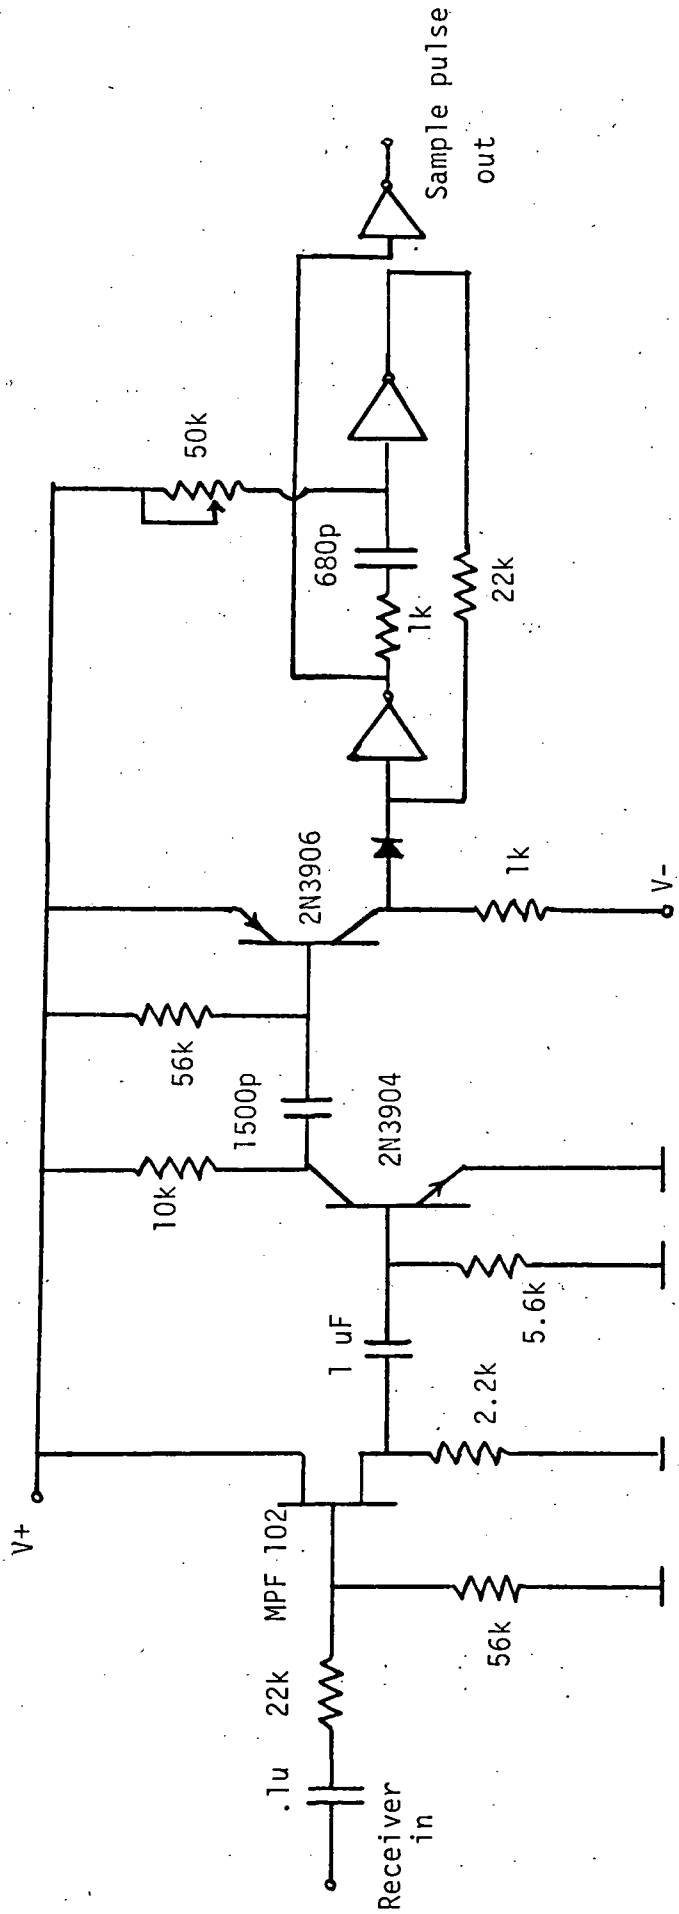 Receiver
in
.1u
22k
56k
MPF 102
V+
2.2k
1 uF
5.6k
10k
2N3904
1500p
56k
2N3906
1k
V-
1k
680p
22k
50k
Sample pulse
out